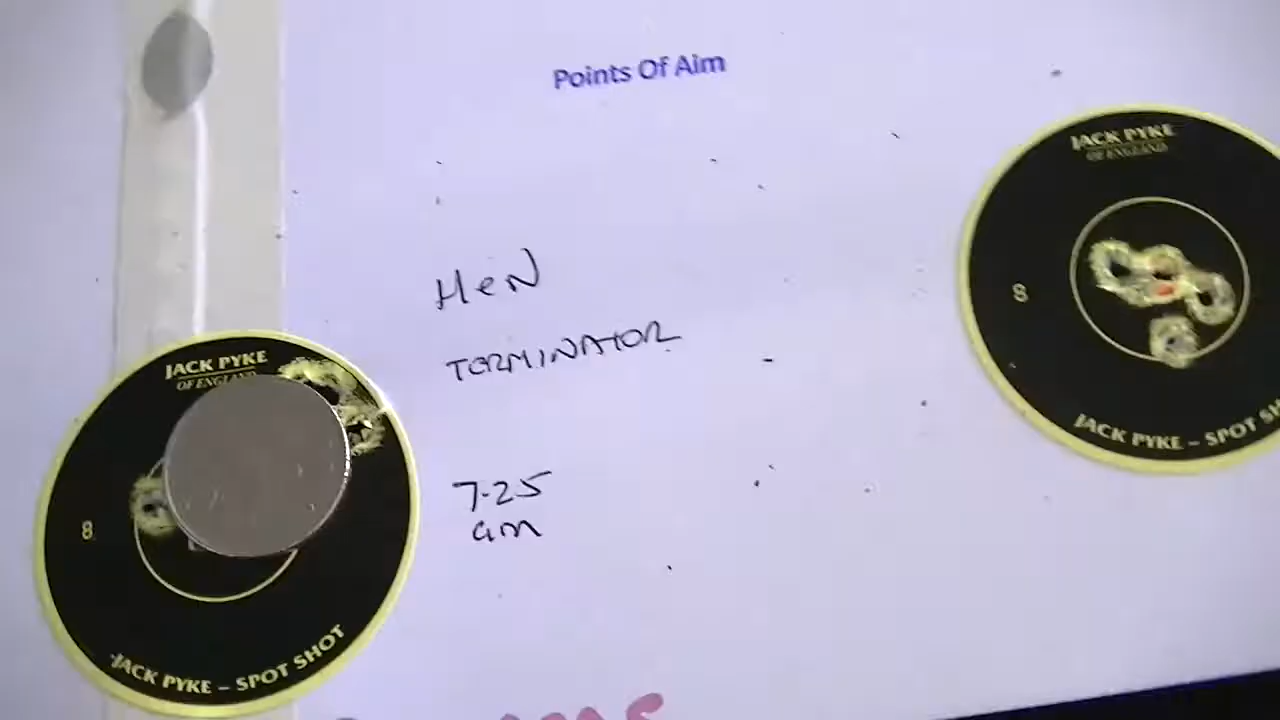 Points Of Aim
JACK PYKE
OF ENGLAND
8
JACK PYKE – SPOT
HeN
TERMINATOR
7·25
am
JACK PYKE
OF ENGLAND
8
JACK PYKE – SPOT SHOT